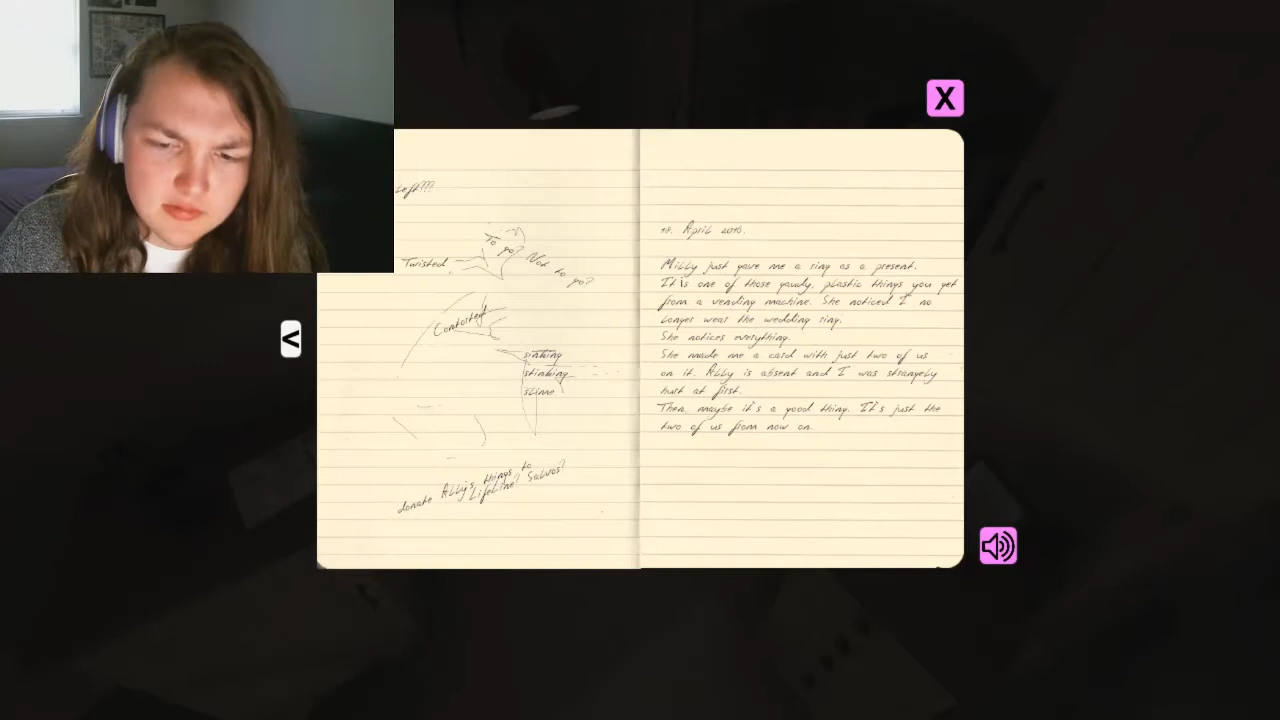 Left!!!
To go?
Not to go?
Twisted
Contorted
sinking
stinking
slime
donate Ally's things to
LifeLine? Salvos?
18. April 2016.
Milly just gave me a ring as a present.
It is one of those gaudy, plastic things you get
from a vending machine. She noticed I no
longer wear the wedding ring.
She notices everything.
She made me a card with just two of us
on it. Ally is absent and I was strangely
hurt at first.
Then, maybe it's a good thing. It's just the
two of us from now on.
X
<